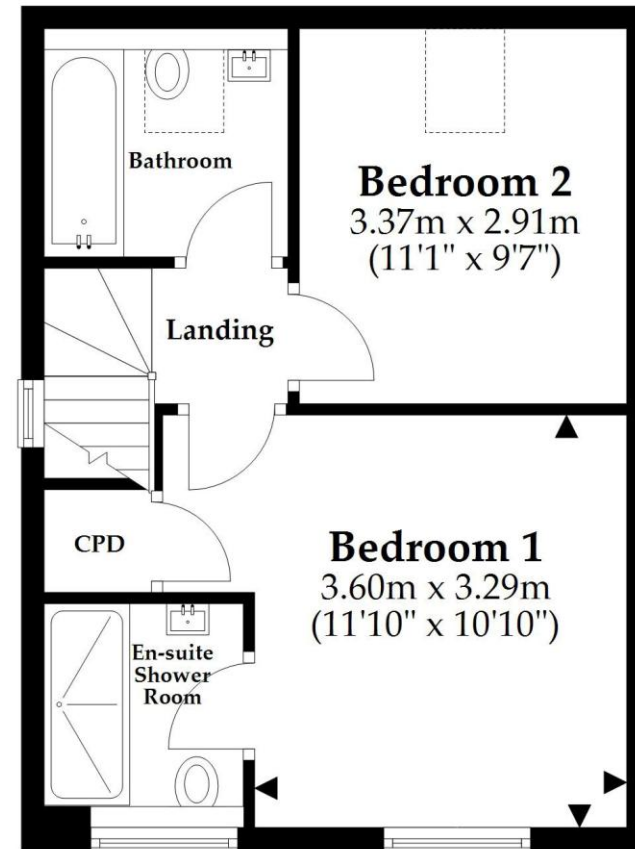 Bathroom
Bedroom 2
3.37m x 2.91m
(11'1" x 9'7")
Landing
CPD
Bedroom 1
3.60m x 3.29m
(11'10" x 10'10")
En-suite
Shower
Room